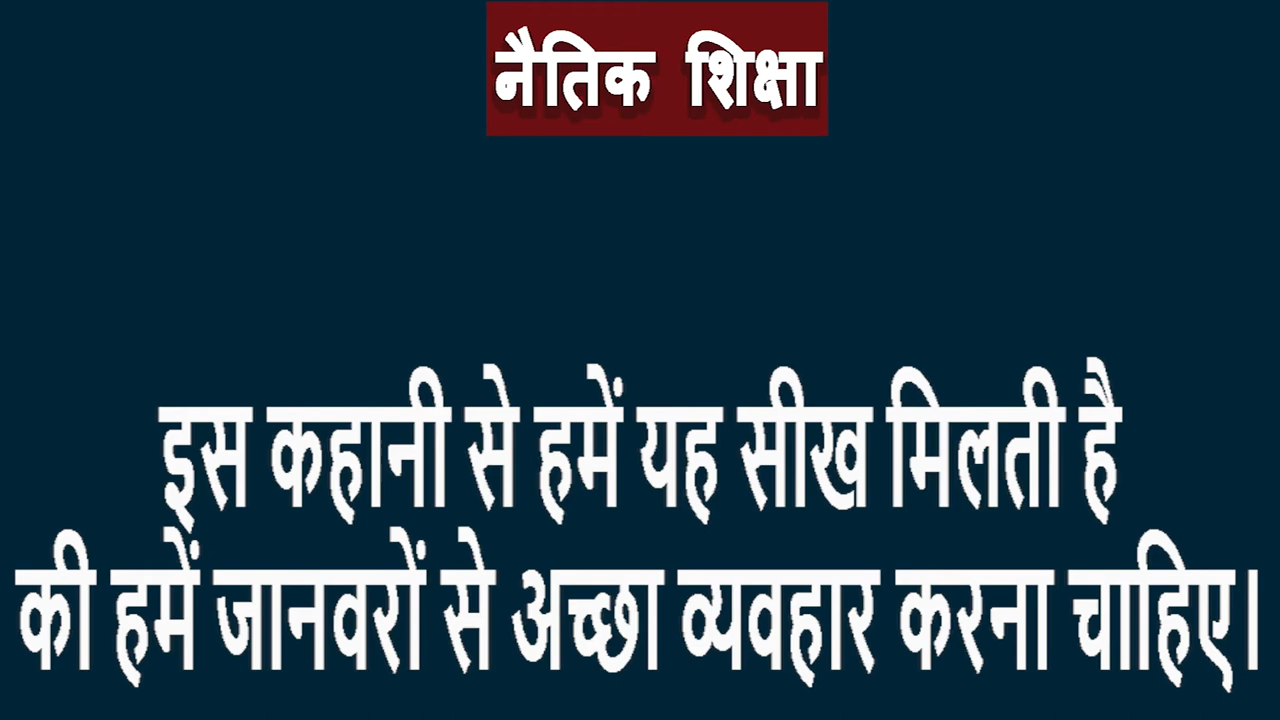 नैतिक शिक्षा
इस कहानी से हमें यह सीख मिलती है
की हमें जानवरों से अच्छा व्यवहार करना चाहिए।